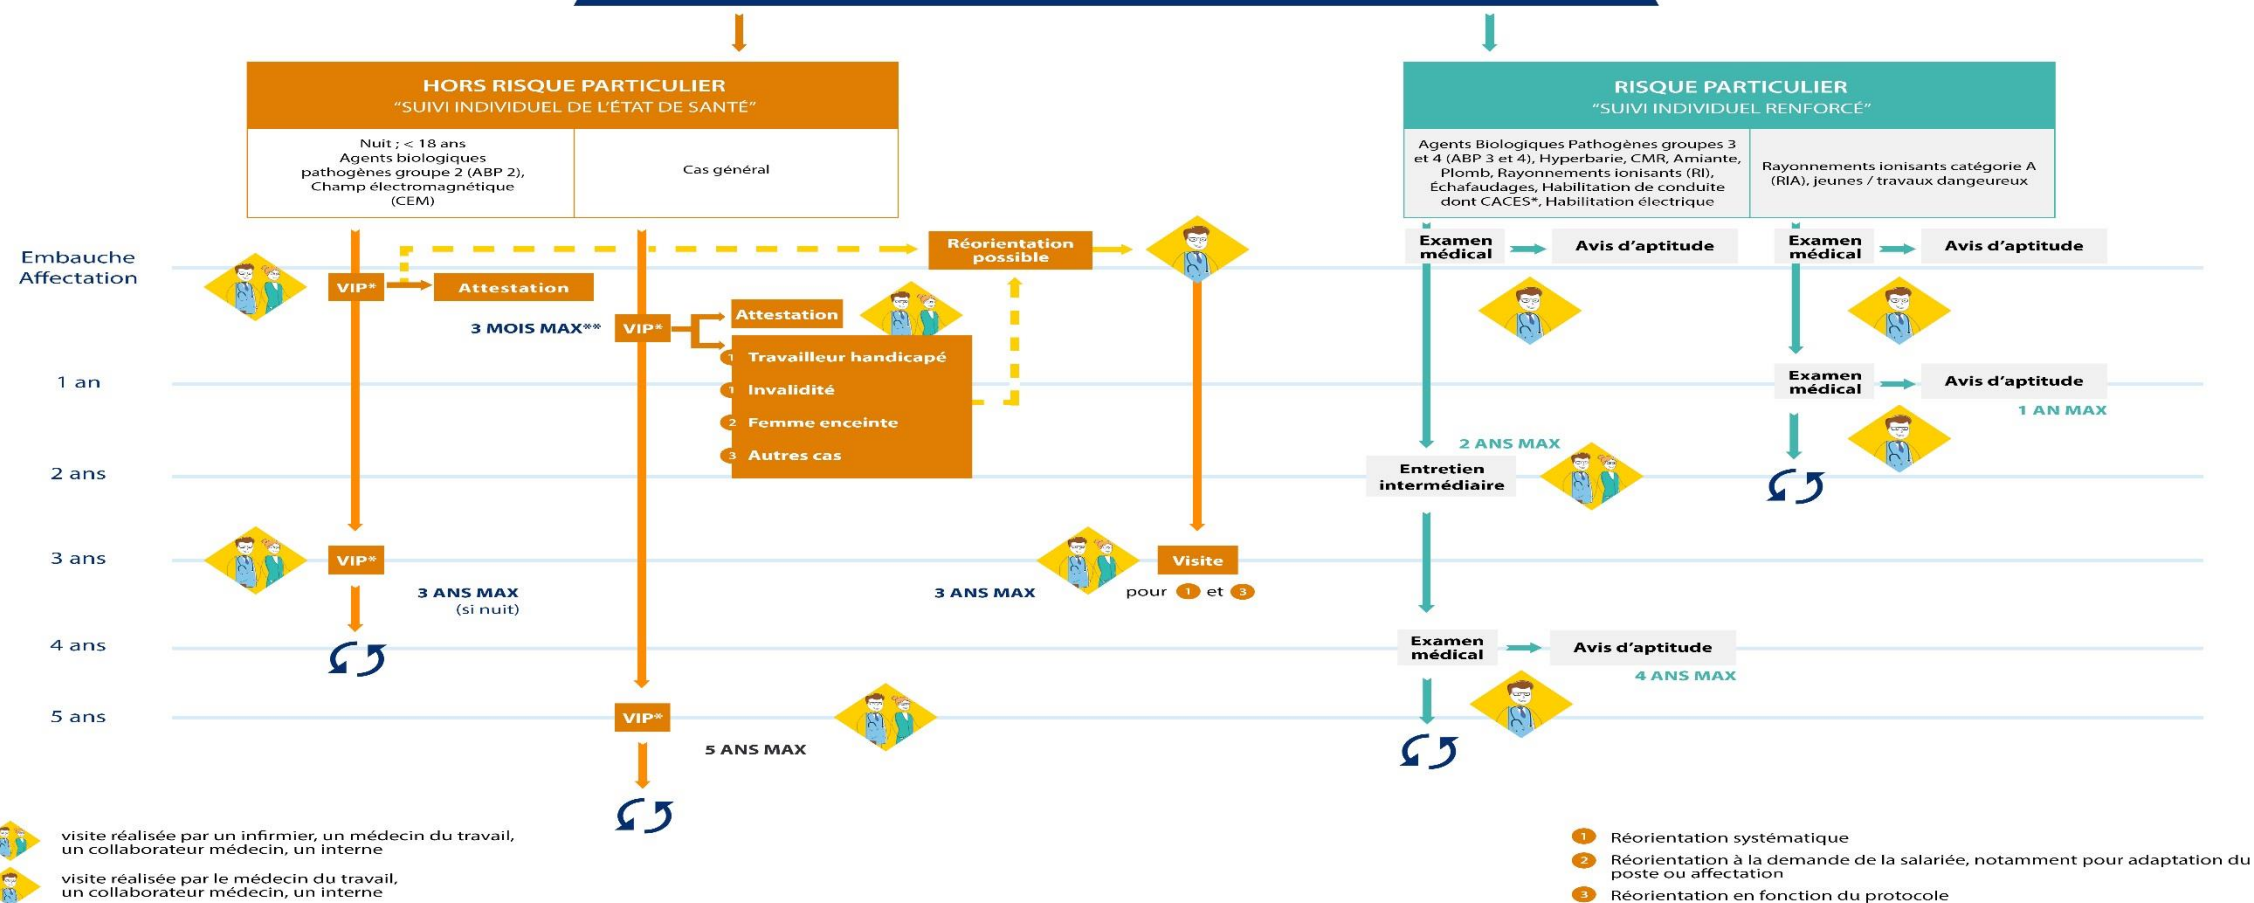 HORS RISQUE PARTICULIER
“SUIVI INDIVIDUEL DE L’ÉTAT DE SANTÉ”
Nuit ; < 18 ans
Agents biologiques
pathogènes groupe 2 (ABP 2),
Champ électromagnétique
(CEM)
Cas général
RISQUE PARTICULIER
“SUIVI INDIVIDUEL RENFORCÉ”
Agents Biologiques Pathogènes groupes 3
et 4 (ABP 3 et 4), Hyperbarie, CMR, Amiante,
Plomb, Rayonnements ionisants (RI),
Échafaudages, Habilitation de conduite
dont CACES*, Habilitation électrique
Rayonnements ionisants catégorie A
(RIA), jeunes / travaux dangeureux
Embauche
Affectation
VIP*
Attestation
Réorientation
possible
Examen
médical
Avis d’aptitude
Examen
médical
Avis d’aptitude
3 MOIS MAX**
VIP*
Attestation
1 Travailleur handicapé
1 Invalidité
2 Femme enceinte
3 Autres cas
1 an
Examen
médical
Avis d’aptitude
1 AN MAX
2 ans
2 ANS MAX
Entretien
intermédiaire
3 ans
VIP*
3 ANS MAX
(si nuit)
3 ANS MAX
Visite
pour 1 et 3
4 ans
Examen
médical
Avis d’aptitude
4 ANS MAX
5 ans
VIP*
5 ANS MAX
visite réalisée par un infirmier, un médecin du travail,
un collaborateur médecin, un interne
visite réalisée par le médecin du travail,
un collaborateur médecin, un interne
1 Réorientation systématique
2 Réorientation à la demande de la salariée, notamment pour adaptation du
poste ou affectation
3 Réorientation en fonction du protocole